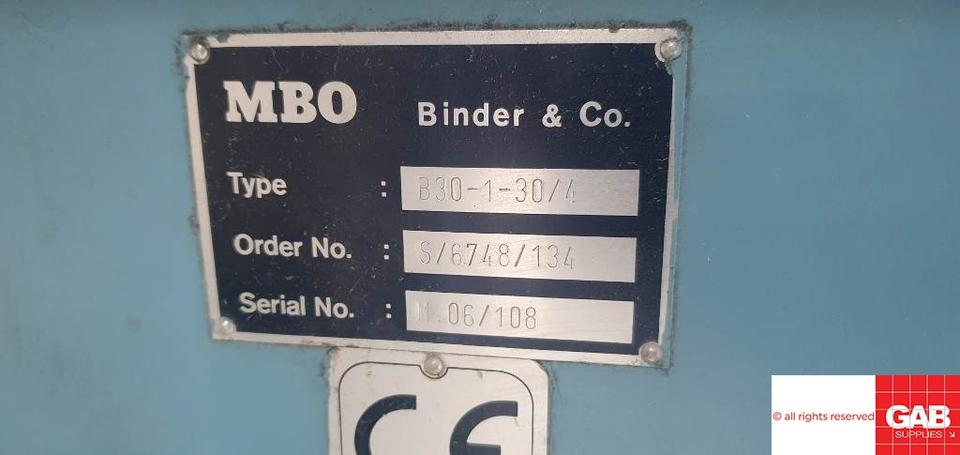 MBO Binder & Co.
Type : B30-1-30/4
Order No. : S/6748/134
Serial No. : M.06/108
CE
© all rights reserved
GAB
SUPPLIES